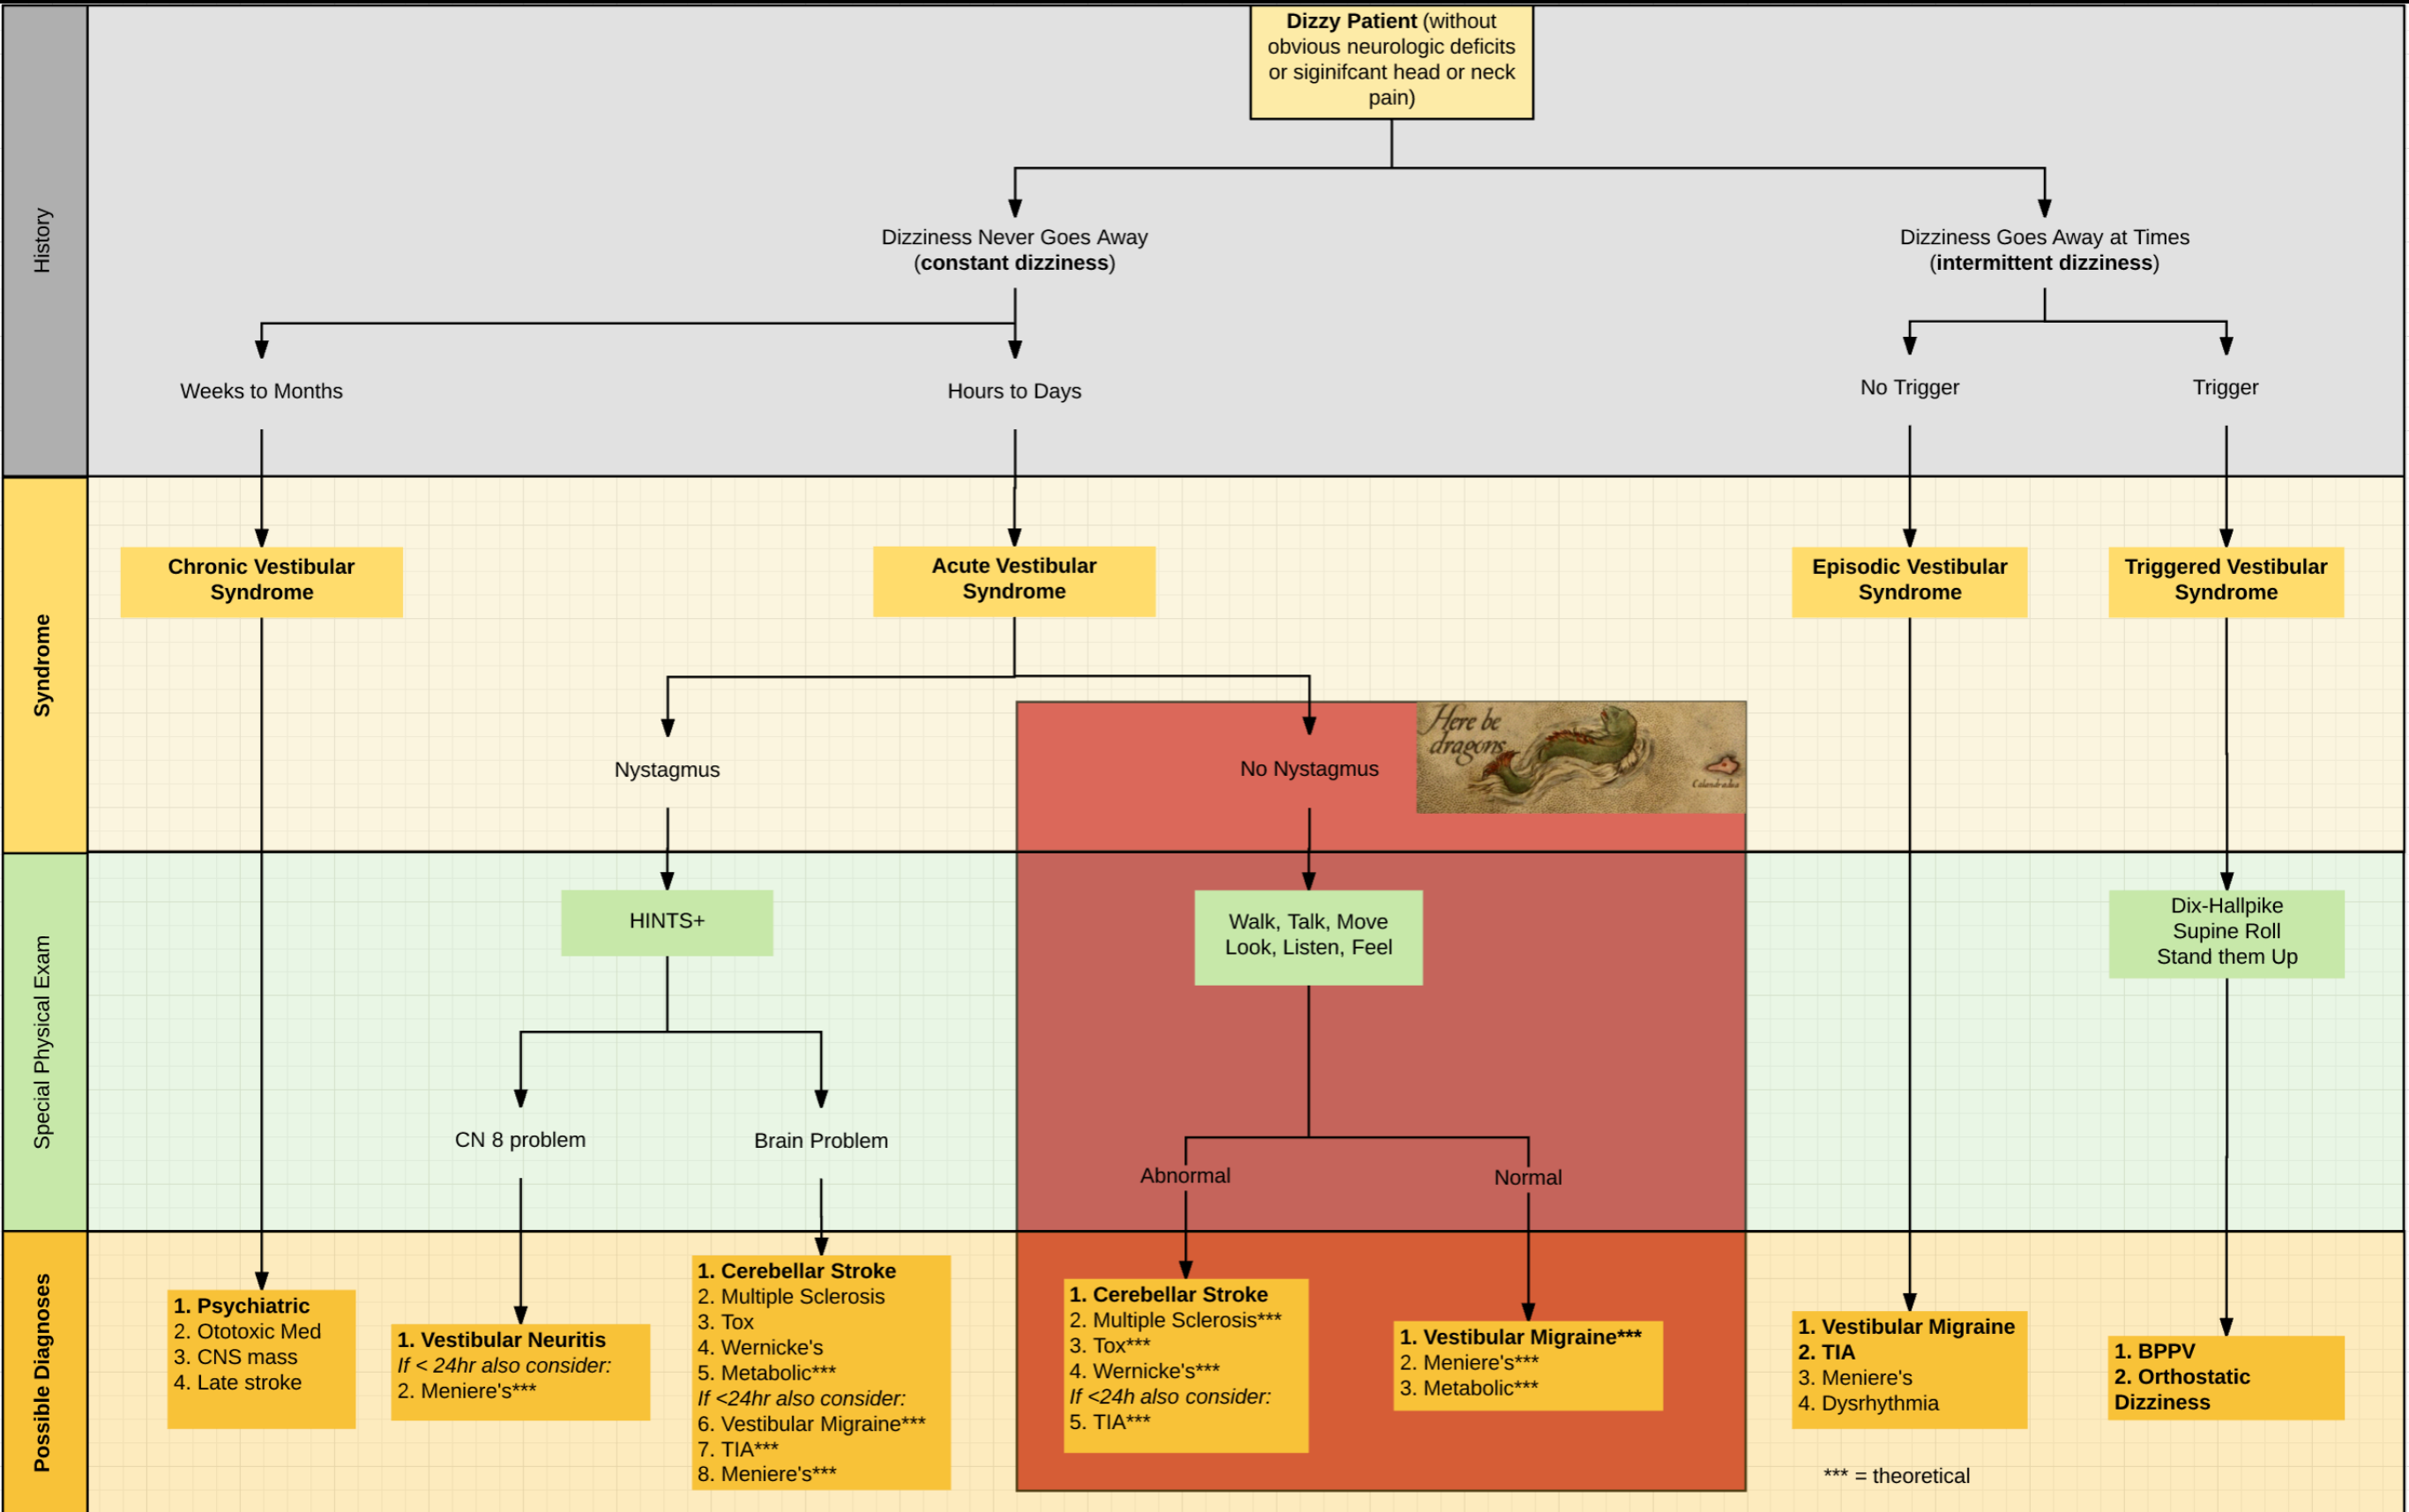 Dizzy Patient (without
obvious neurologic deficits
or siginifcant head or neck
pain)
History
Dizziness Never Goes Away
(constant dizziness)
Dizziness Goes Away at Times
(intermittent dizziness)
Weeks to Months
Hours to Days
No Trigger
Trigger
Syndrome
Chronic Vestibular
Syndrome
Acute Vestibular
Syndrome
Episodic Vestibular
Syndrome
Triggered Vestibular
Syndrome
Nystagmus
No Nystagmus
Here be
dragons
Special Physical Exam
HINTS+
Walk, Talk, Move
Look, Listen, Feel
Dix-Hallpike
Supine Roll
Stand them Up
CN 8 problem
Brain Problem
Abnormal
Normal
Possible Diagnoses
1. Psychiatric
2. Ototoxic Med
3. CNS mass
4. Late stroke
1. Vestibular Neuritis
If < 24hr also consider:
2. Meniere's***
1. Cerebellar Stroke
2. Multiple Sclerosis
3. Tox
4. Wernicke's
5. Metabolic***
If <24hr also consider:
6. Vestibular Migraine***
7. TIA***
8. Meniere's***
1. Cerebellar Stroke
2. Multiple Sclerosis***
3. Tox***
4. Wernicke's***
If <24h also consider:
5. TIA***
1. Vestibular Migraine***
2. Meniere's***
3. Metabolic***
1. Vestibular Migraine
2. TIA
3. Meniere's
4. Dysrhythmia
1. BPPV
2. Orthostatic
Dizziness
*** = theoretical